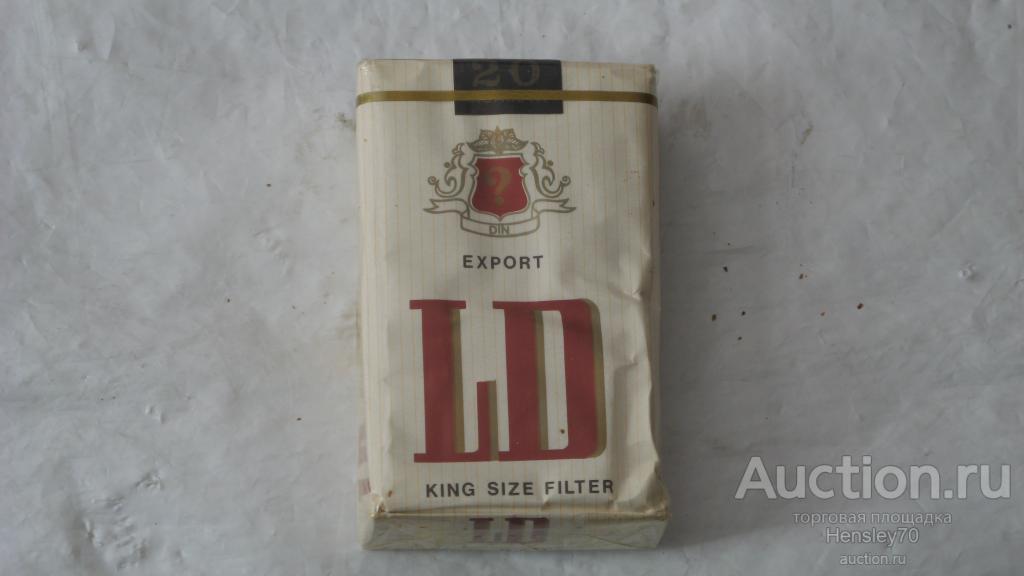 20
?
DIN
EXPORT
LD
KING SIZE FILTER
LD
Auction.ru
торговая площадка
Hensley70
auction.ru